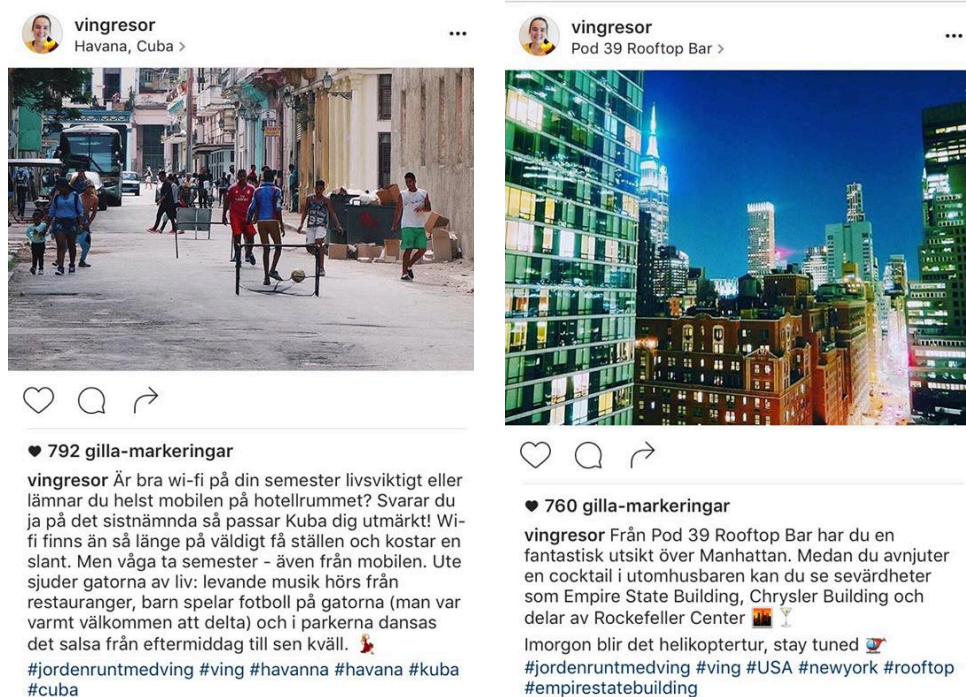 vingresor
Havana, Cuba >
792 gilla-markeringar
vingresor Är bra wi-fi på din semester livsviktigt eller
lämnar du helst mobilen på hotellrummet? Svarar du
ja på det sistnämnda så passar Kuba dig utmärkt! Wi-
fi finns än så länge på väldigt få ställen och kostar en
slant. Men våga ta semester - även från mobilen. Ute
sjuder gatorna av liv: levande musik hörs från
restauranger, barn spelar fotboll på gatorna (man var
varmt välkommen att delta) och i parkerna dansas
det salsa från eftermiddag till sen kväll. 💃
#jordenruntmedving #ving #havanna #havana #kuba
#cuba
vingresor
Pod 39 Rooftop Bar >
760 gilla-markeringar
vingresor Från Pod 39 Rooftop Bar har du en
fantastisk utsikt över Manhattan. Medan du avnjuter
en cocktail i utomhusbaren kan du se sevärdheter
som Empire State Building, Chrysler Building och
delar av Rockefeller Center 🌇🍸
Imorgon blir det helikoptertur, stay tuned 🚁
#jordenruntmedving #ving #USA #newyork #rooftop
#empirestatebuilding